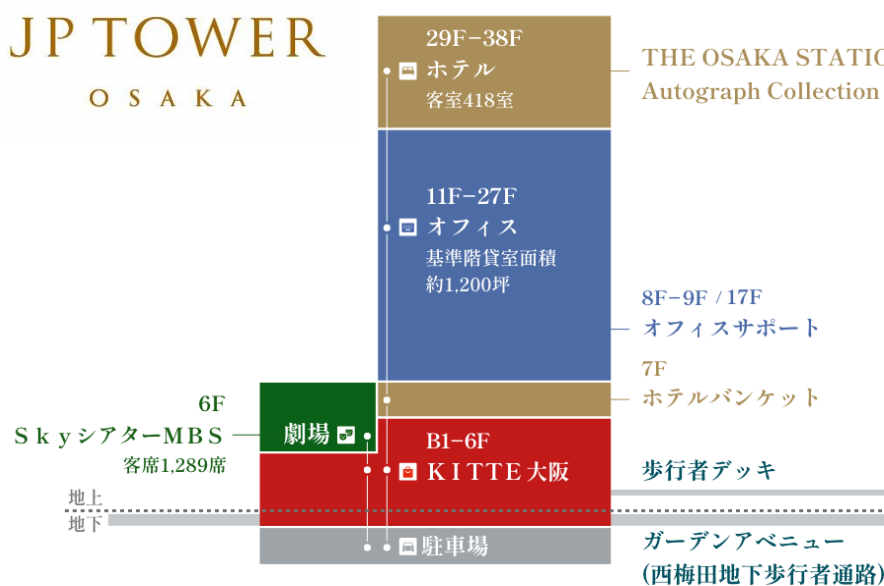 JP TOWER
OSAKA
29F-38F
ホテル
客室418室
THE OSAKA STATIO
Autograph Collection
11F-27F
オフィス
基準階貸室面積
約1,200坪
8F-9F / 17F
オフィスサポート
7F
ホテルバンケット
6F
SkyシアターMBS
客席1,289席
劇場
B1-6F
KITTE大阪
歩行者デッキ
地上
地下
駐車場
ガーデンアベニュー
(西梅田地下歩行者通路)